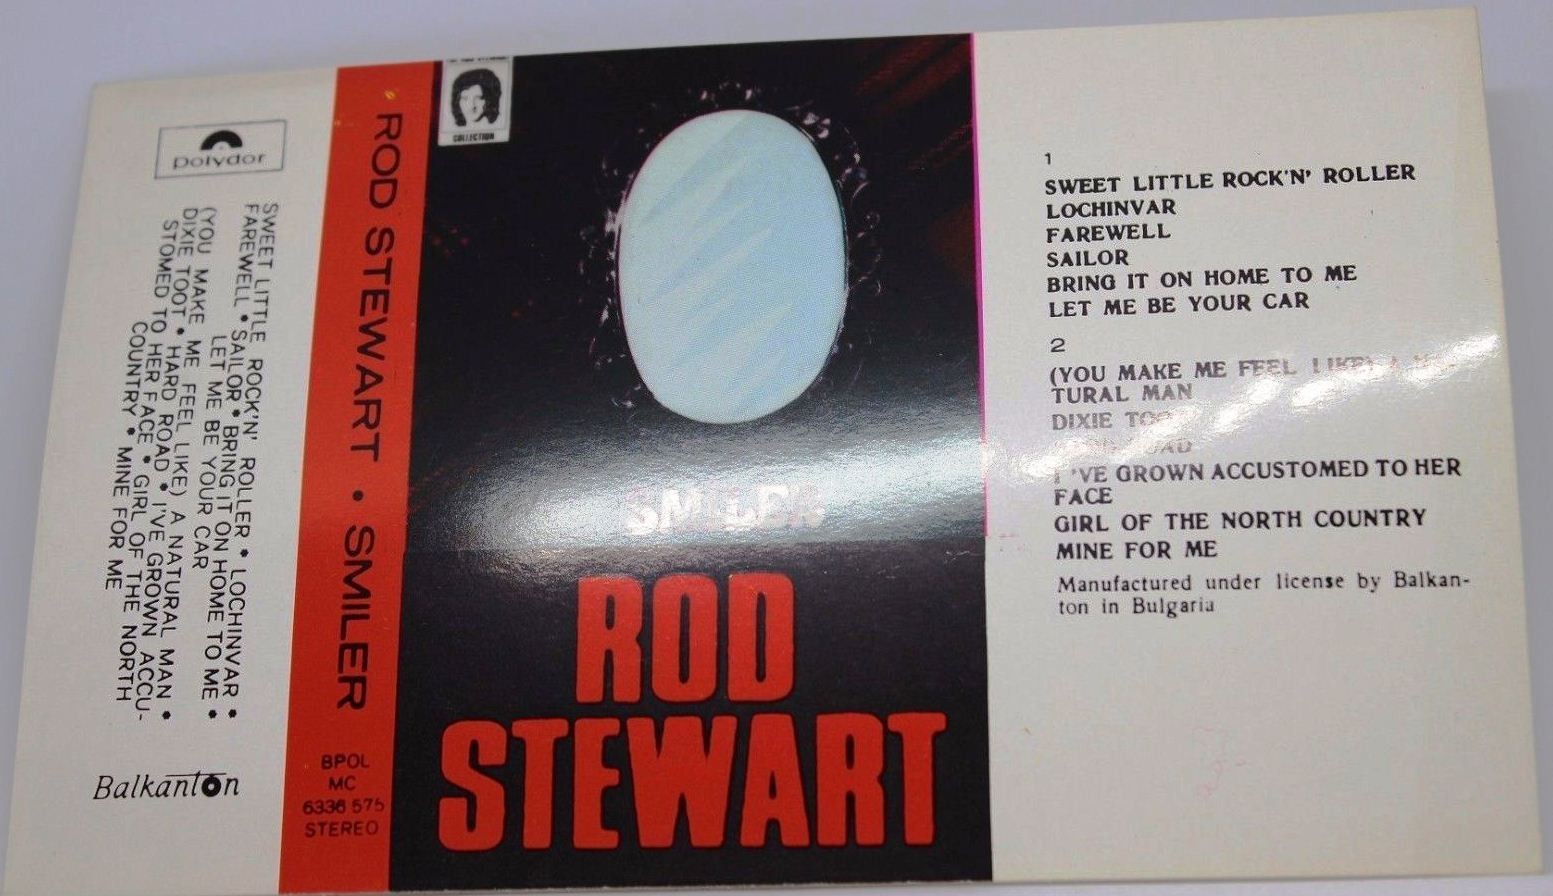 polydor
SWEET LITTLE ROCK'N' ROLLER • LOCHINVAR •
FAREWELL • SAILOR • BRING IT ON HOME TO ME •
LET ME BE YOUR CAR
(YOU MAKE ME FEEL LIKE) A NATURAL MAN •
DIXIE TOOT • HARD ROAD • I'VE GROWN ACCU-
STOMED TO HER FACE • GIRL OF THE NORTH
COUNTRY • MINE FOR ME
Balkanton
ROD STEWART • SMILER
BPOL
MC
6336 575
STEREO
COLLECTION
SMILER
ROD
STEWART
1
SWEET LITTLE ROCK'N' ROLLER
LOCHINVAR
FAREWELL
SAILOR
BRING IT ON HOME TO ME
LET ME BE YOUR CAR
2
(YOU MAKE ME FEEL LIKE) A
TURAL MAN
DIXIE
I'VE GROWN ACCUSTOMED TO HER
FACE
GIRL OF THE NORTH COUNTRY
MINE FOR ME
Manufactured under license by Balkan-
ton in Bulgaria